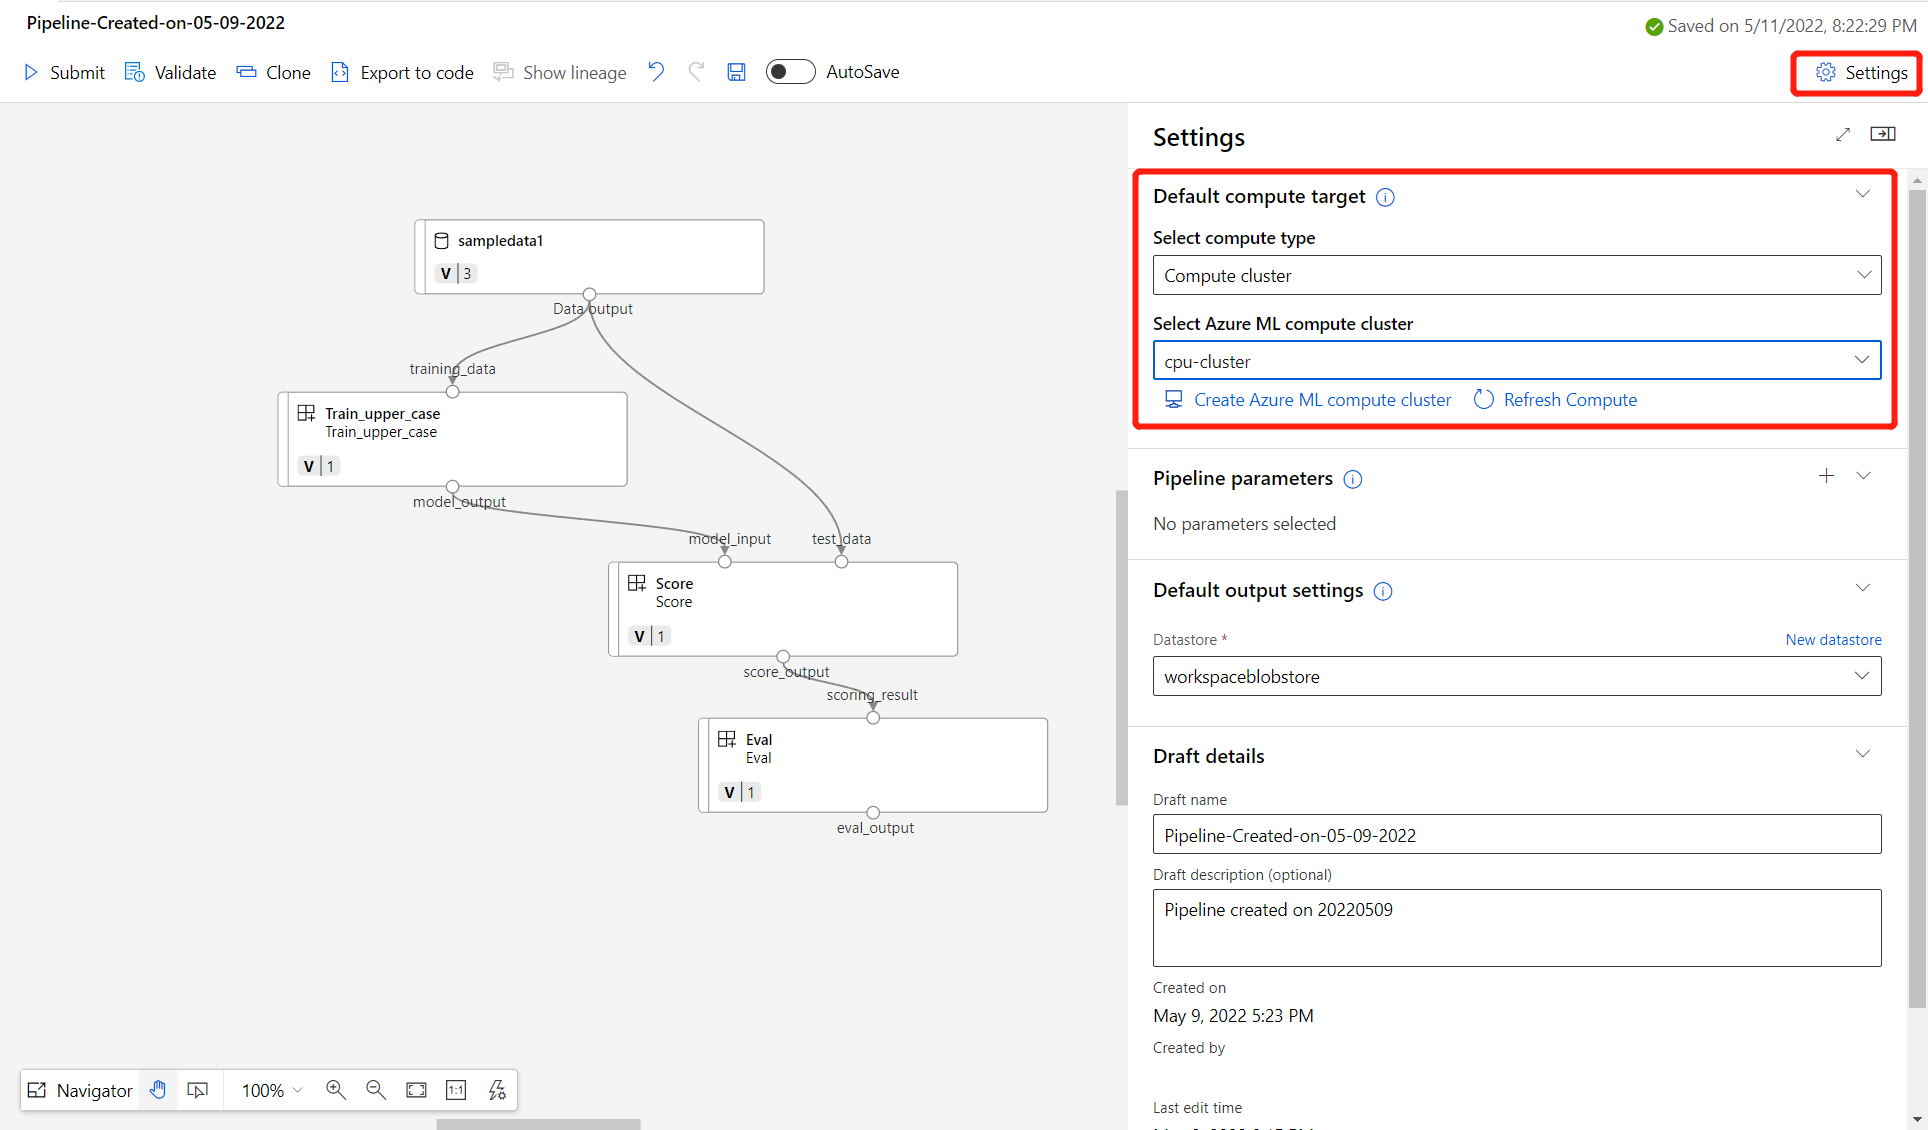 Pipeline-Created-on-05-09-2022
Saved on 5/11/2022, 8:22:29 PM
Submit Validate Clone Export to code Show lineage AutoSave
Settings
Settings
Default compute target
Select compute type
Compute cluster
Select Azure ML compute cluster
cpu-cluster
Create Azure ML compute cluster Refresh Compute
Pipeline parameters
No parameters selected
Default output settings
Datastore * New datastore
workspaceblobstore
Draft details
Draft name
Pipeline-Created-on-05-09-2022
Draft description (optional)
Pipeline created on 20220509
Created on
May 9, 2022 5:23 PM
Created by
Last edit time
sampledata1
V 3
Data output
training_data
Train_upper_case
Train_upper_case
V 1
model_output
model_input test_data
Score
Score
V 1
score_output
scoring_result
Eval
Eval
V 1
eval_output
Navigator 100% 1:1